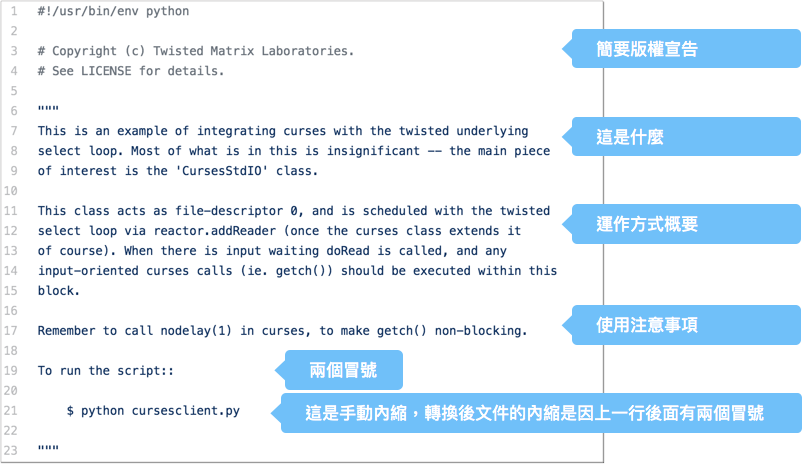 1 #!/usr/bin/env python
2
3 # Copyright (c) Twisted Matrix Laboratories.
簡要版權宣告
4 # See LICENSE for details.
5
6 """
7 This is an example of integrating curses with the twisted underlying
這是什麼
8 select loop. Most of what is in this is insignificant -- the main piece
9 of interest is the 'CursesStdIO' class.
10
11 This class acts as file-descriptor 0, and is scheduled with the twisted
運作方式概要
12 select loop via reactor.addReader (once the curses class extends it
13 of course). When there is input waiting doRead is called, and any
14 input-oriented curses calls (ie. getch()) should be executed within this
15 block.
16
17 Remember to call nodelay(1) in curses, to make getch() non-blocking.
使用注意事項
18
19 To run the script::
兩個冒號
20
21     $ python cursesclient.py
這是手動內縮，轉換後文件的內縮是因上一行後面有兩個冒號
22
23 """